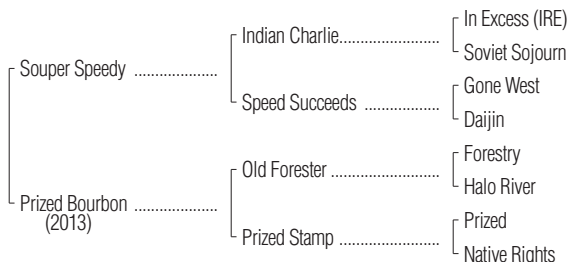 In Excess (IRE)
Indian Charlie........................
Soviet Sojourn
Souper Speedy ....................
Gone West
Speed Succeeds ..................
Daijin
Forestry
Old Forester ..........................
Halo River
Prized Bourbon ....................
(2013)
Prized
Prized Stamp ........................
Native Rights